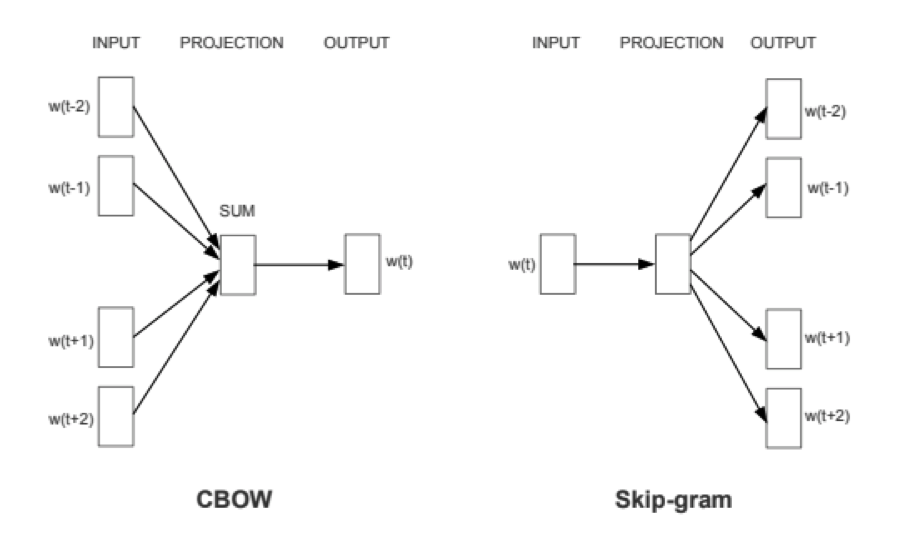 INPUT PROJECTION OUTPUT
w(t-2)
w(t-1)
SUM
w(t)
w(t+1)
w(t+2)
CBOW
INPUT PROJECTION OUTPUT
w(t-2)
w(t-1)
w(t)
w(t+1)
w(t+2)
Skip-gram